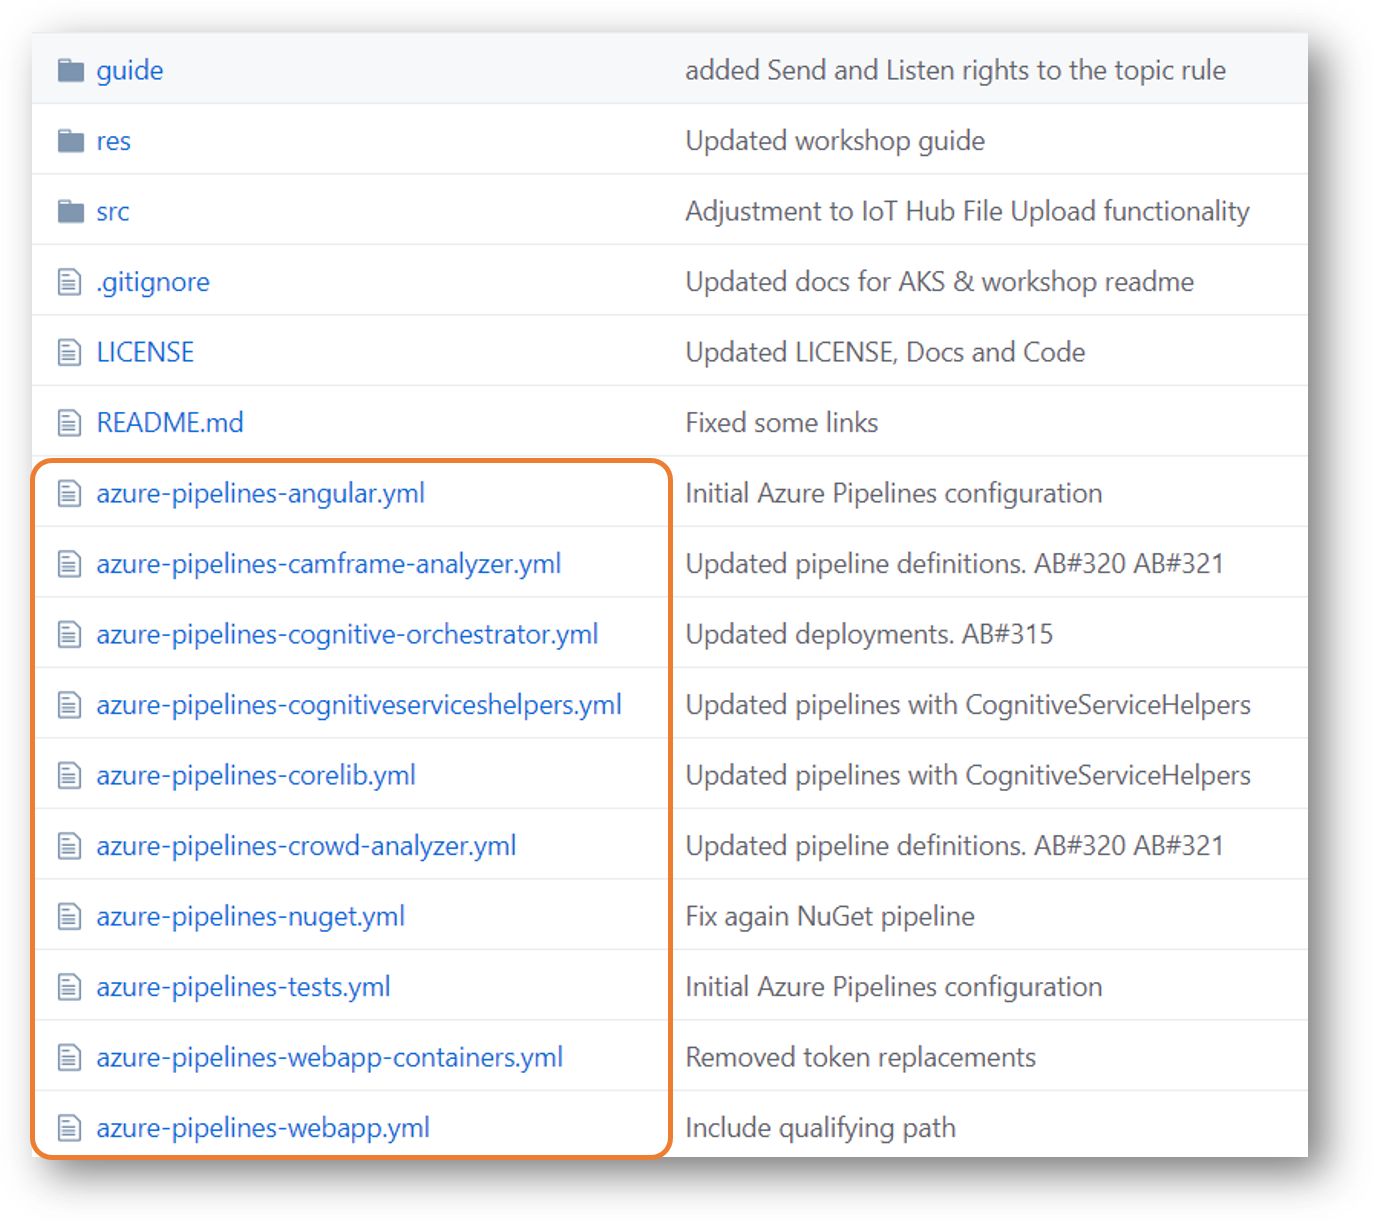 guide added Send and Listen rights to the topic rule
res Updated workshop guide
src Adjustment to IoT Hub File Upload functionality
.gitignore Updated docs for AKS & workshop readme
LICENSE Updated LICENSE, Docs and Code
README.md Fixed some links
azure-pipelines-angular.yml Initial Azure Pipelines configuration
azure-pipelines-camframe-analyzer.yml Updated pipeline definitions. AB#320 AB#321
azure-pipelines-cognitive-orchestrator.yml Updated deployments. AB#315
azure-pipelines-cognitiveserviceshelpers.yml Updated pipelines with CognitiveServiceHelpers
azure-pipelines-corelib.yml Updated pipelines with CognitiveServiceHelpers
azure-pipelines-crowd-analyzer.yml Updated pipeline definitions. AB#320 AB#321
azure-pipelines-nuget.yml Fix again NuGet pipeline
azure-pipelines-tests.yml Initial Azure Pipelines configuration
azure-pipelines-webapp-containers.yml Removed token replacements
azure-pipelines-webapp.yml Include qualifying path